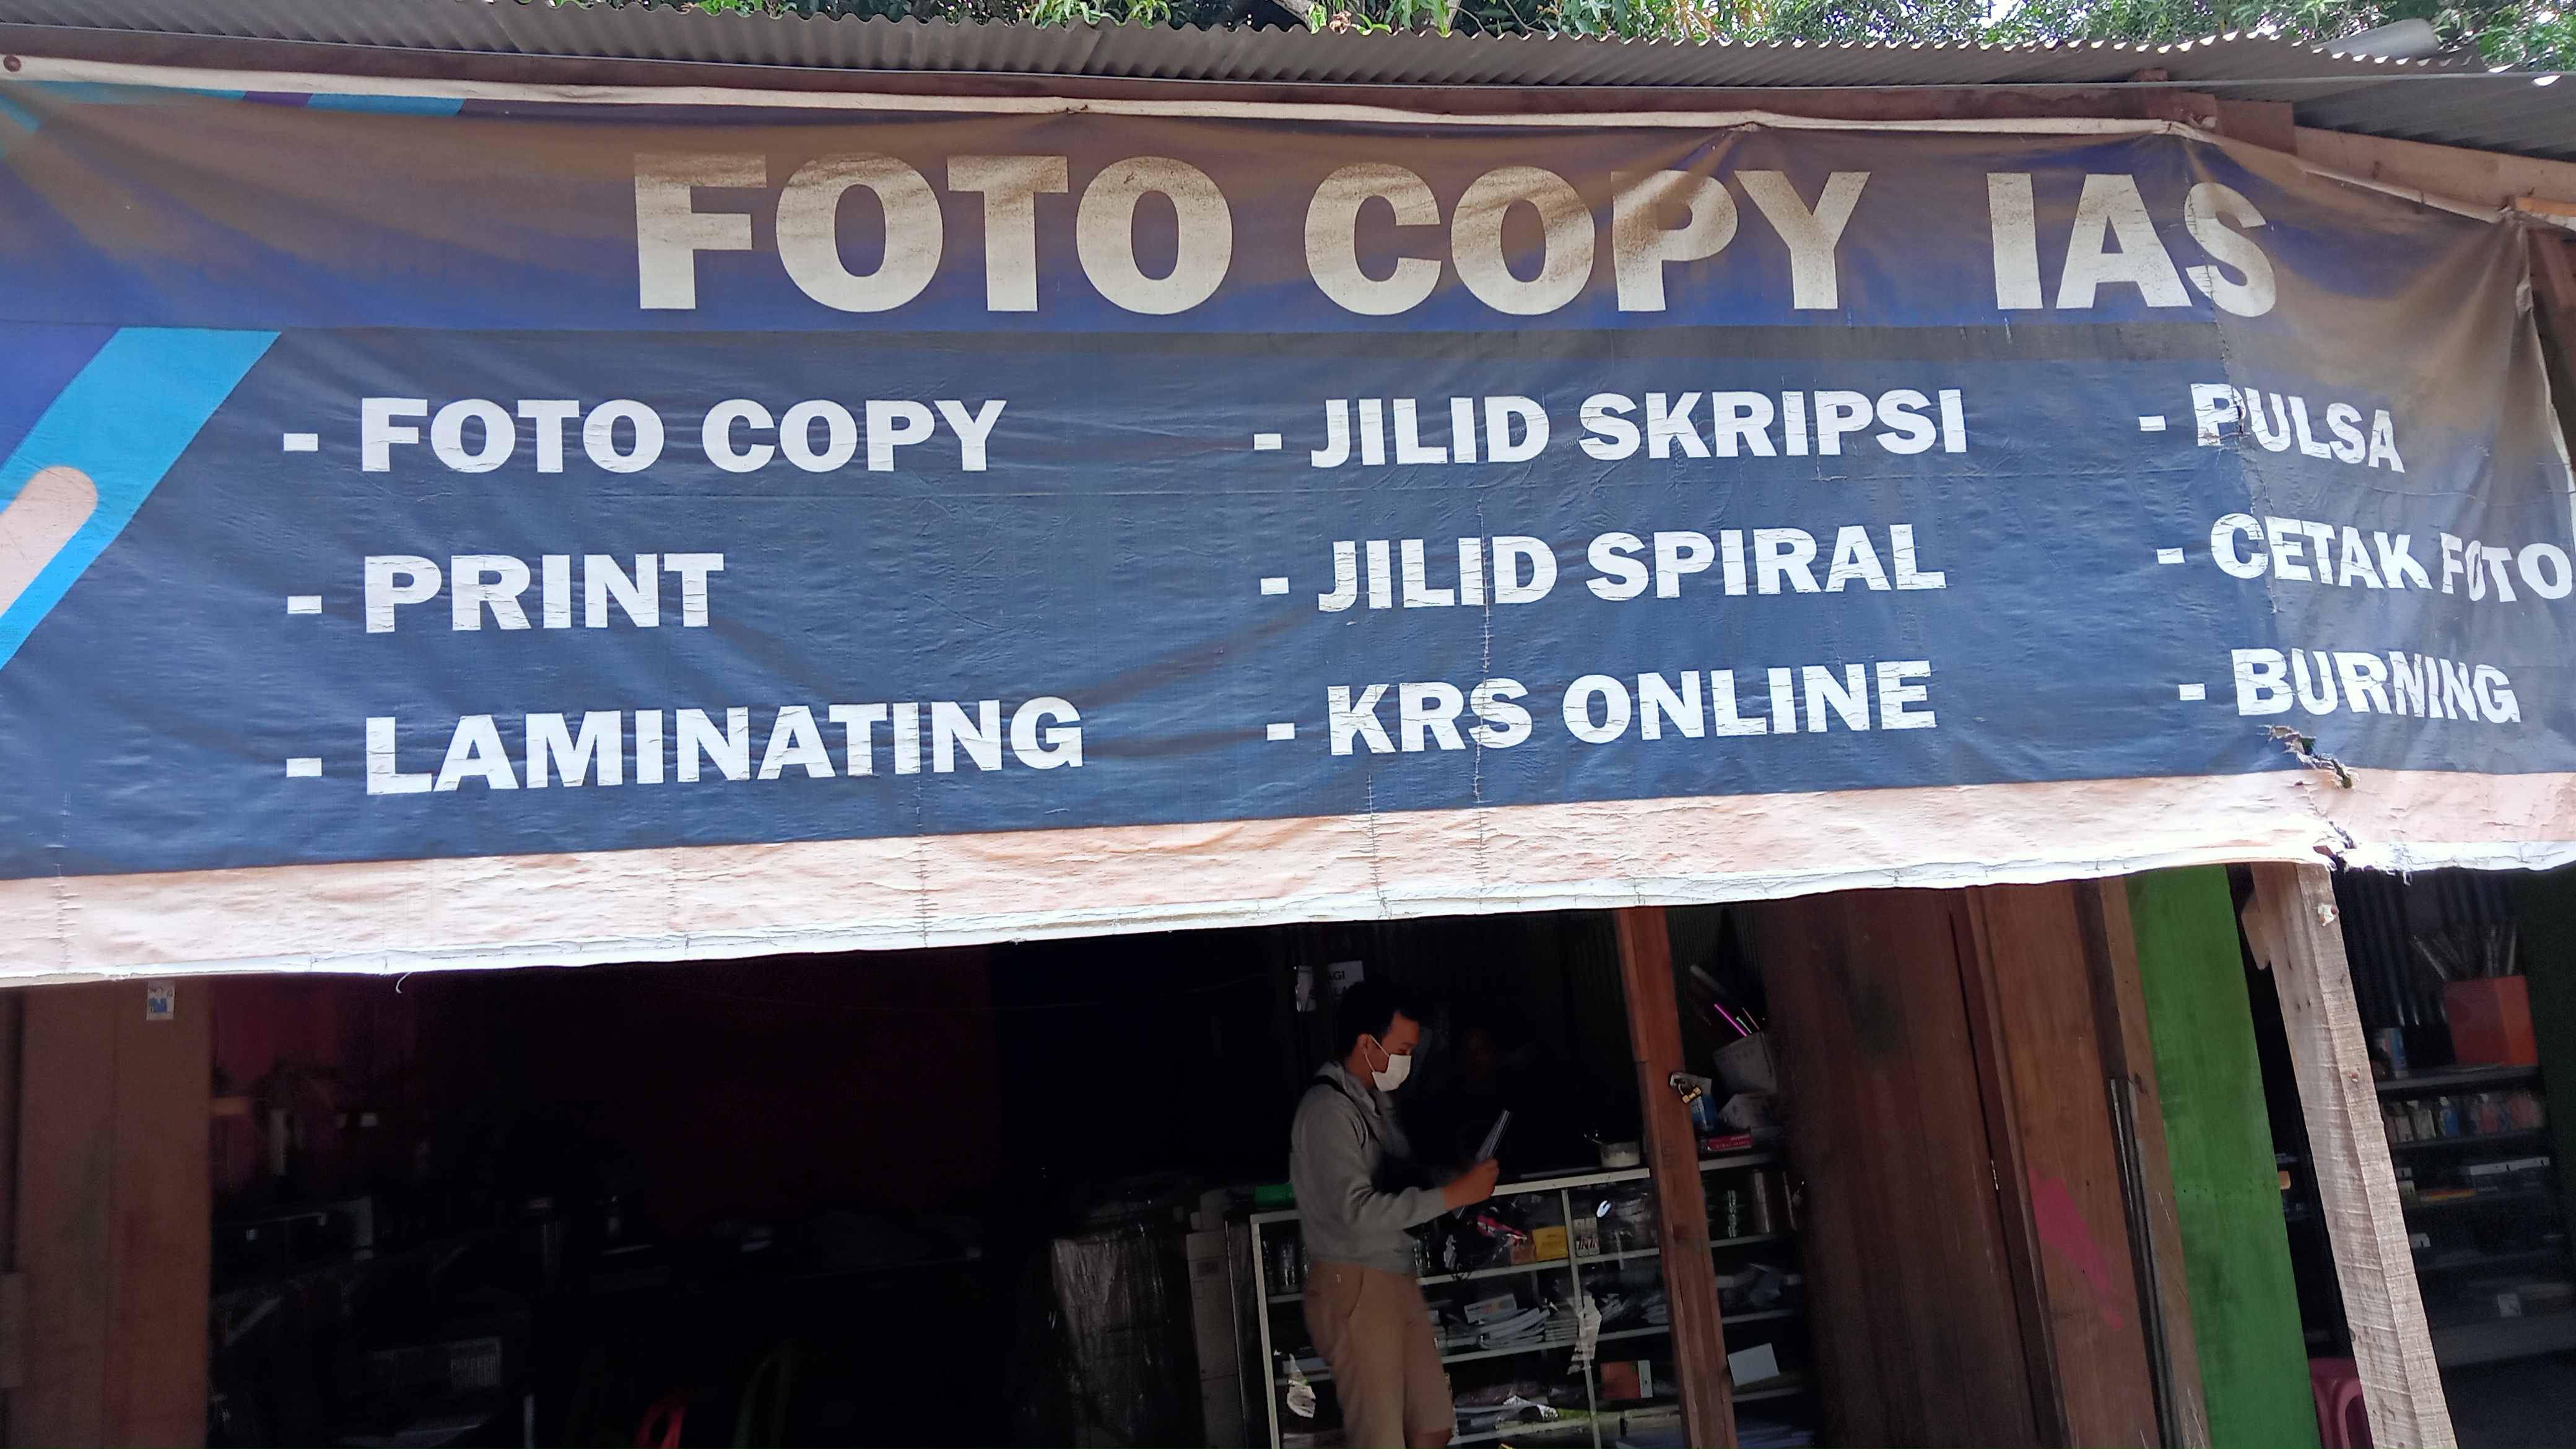 FOTO COPY IAS
- FOTO COPY
- PRINT
- LAMINATING
- JILID SKRIPSI
- JILID SPIRAL
- KRS ONLINE
- PULSA
- CETAK FOTO
- BURNING